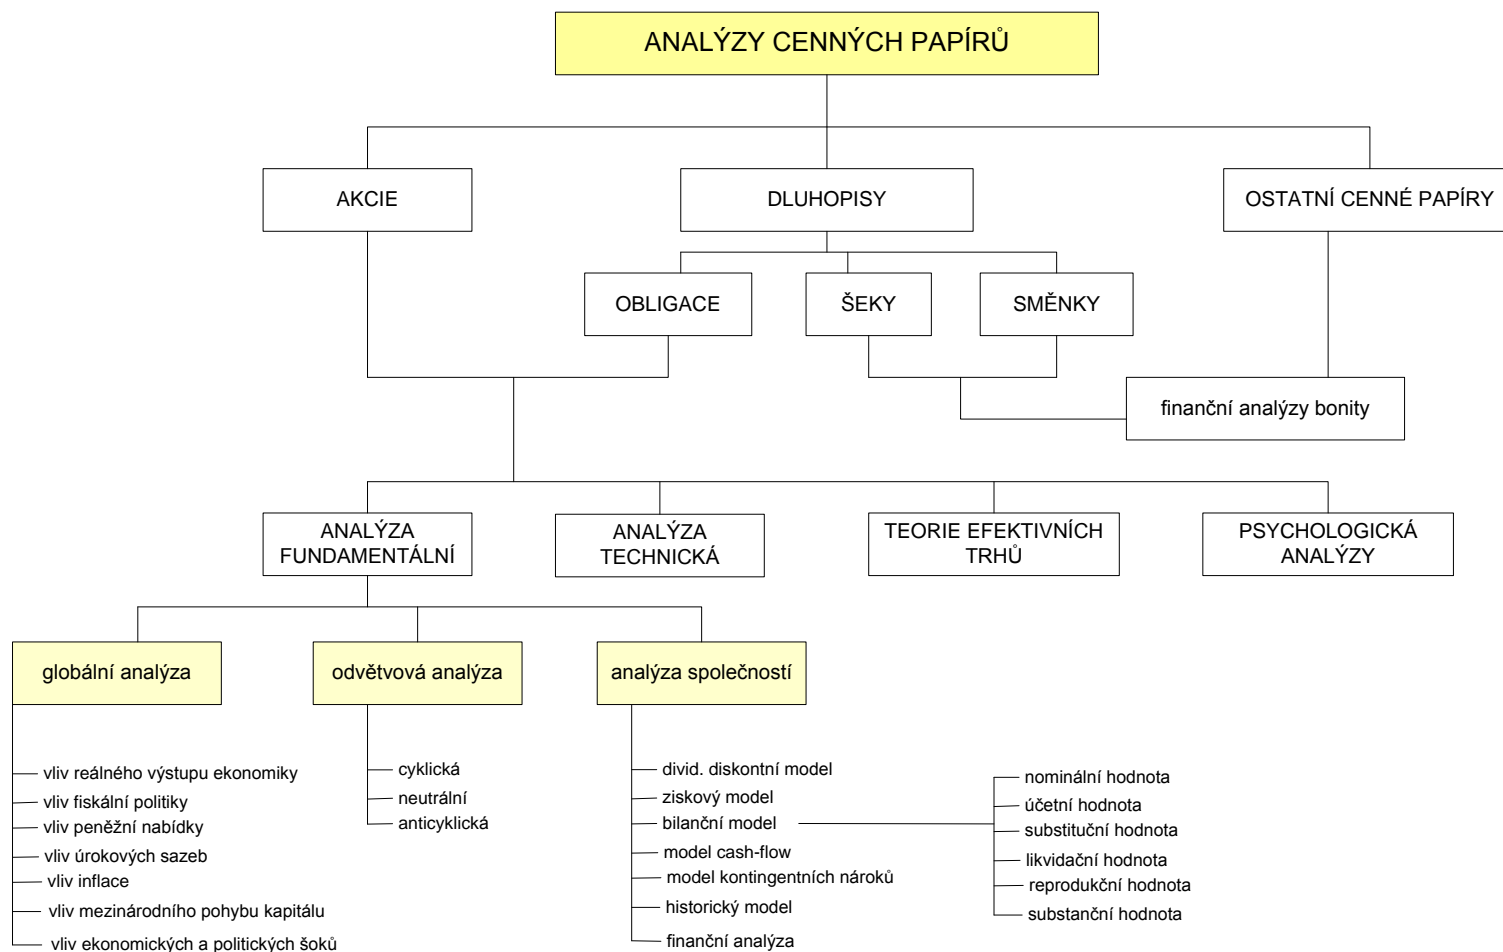 ANALÝZY CENNÝCH PAPÍRŮ
AKCIE
DLUHOPISY
OSTATNÍ CENNÉ PAPÍRY
OBLIGACE
ŠEKY
SMĚNKY
finanční analýzy bonity
ANALÝZA
FUNDAMENTÁLNÍ
ANALÝZA
TECHNICKÁ
TEORIE EFEKTIVNÍCH
TRHŮ
PSYCHOLOGICKÁ
ANALÝZY
globální analýza
odvětvová analýza
analýza společností
vliv reálného výstupu ekonomiky
vliv fiskální politiky
vliv peněžní nabídky
vliv úrokových sazeb
vliv inflace
vliv mezinárodního pohybu kapitálu
vliv ekonomických a politických šoků
cyklická
neutrální
anticyklická
divid. diskontní model
ziskový model
bilanční model
model cash-flow
model kontingentních nároků
historický model
finanční analýza
nominální hodnota
účetní hodnota
substituční hodnota
likvidační hodnota
reprodukční hodnota
substanční hodnota